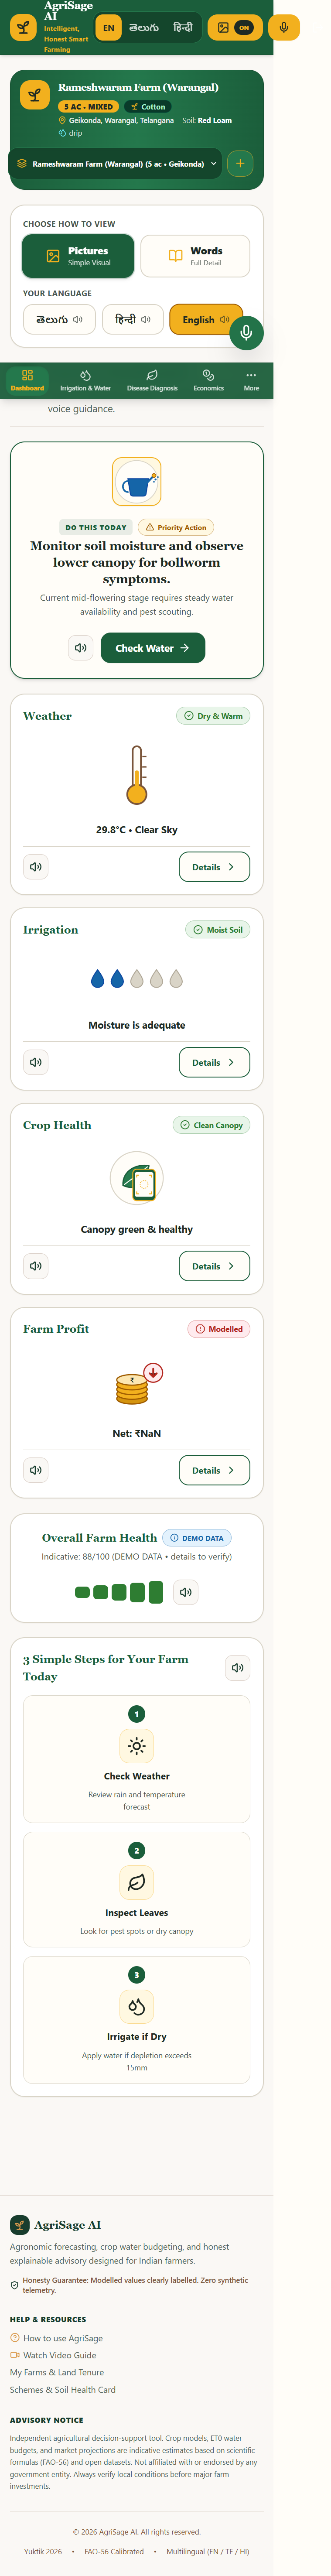 AgriSage
AI
Intelligent,
Honest Smart
Farming
EN తెలుగు हिन्दी ON
Rameshwaram Farm (Warangal)
5 AC • MIXED Cotton
Geikonda, Warangal, Telangana Soil: Red Loam
drip
Rameshwaram Farm (Warangal) (5 ac • Geikonda)
CHOOSE HOW TO VIEW
Pictures
Simple Visual
Words
Full Detail
YOUR LANGUAGE
తెలుగు हिन्दी English
Dashboard Irrigation & Water Disease Diagnosis Economics More
voice guidance.
DO THIS TODAY Priority Action
Monitor soil moisture and observe
lower canopy for bollworm
symptoms.
Current mid-flowering stage requires steady water
availability and pest scouting.
Check Water
Weather Dry & Warm
29.8°C • Clear Sky
Details
Irrigation Moist Soil
Moisture is adequate
Details
Crop Health Clean Canopy
Canopy green & healthy
Details
Farm Profit Modelled
₹
Net: ₹NaN
Details
Overall Farm Health DEMO DATA
Indicative: 88/100 (DEMO DATA • details to verify)
3 Simple Steps for Your Farm
Today
1
Check Weather
Review rain and temperature
forecast
2
Inspect Leaves
Look for pest spots or dry canopy
3
Irrigate if Dry
Apply water if depletion exceeds
15mm
AgriSage AI
Agronomic forecasting, crop water budgeting, and honest
explainable advisory designed for Indian farmers.
Honesty Guarantee: Modelled values clearly labelled. Zero synthetic
telemetry.
HELP & RESOURCES
How to use AgriSage
Watch Video Guide
My Farms & Land Tenure
Schemes & Soil Health Card
ADVISORY NOTICE
Independent agricultural decision-support tool. Crop models, ET0 water
budgets, and market projections are indicative estimates based on scientific
formulas (FAO-56) and open datasets. Not affiliated with or endorsed by any
government entity. Always verify local conditions before major farm
investments.
© 2026 AgriSage AI. All rights reserved.
Yuktik 2026 • FAO-56 Calibrated • Multilingual (EN / TE / HI)